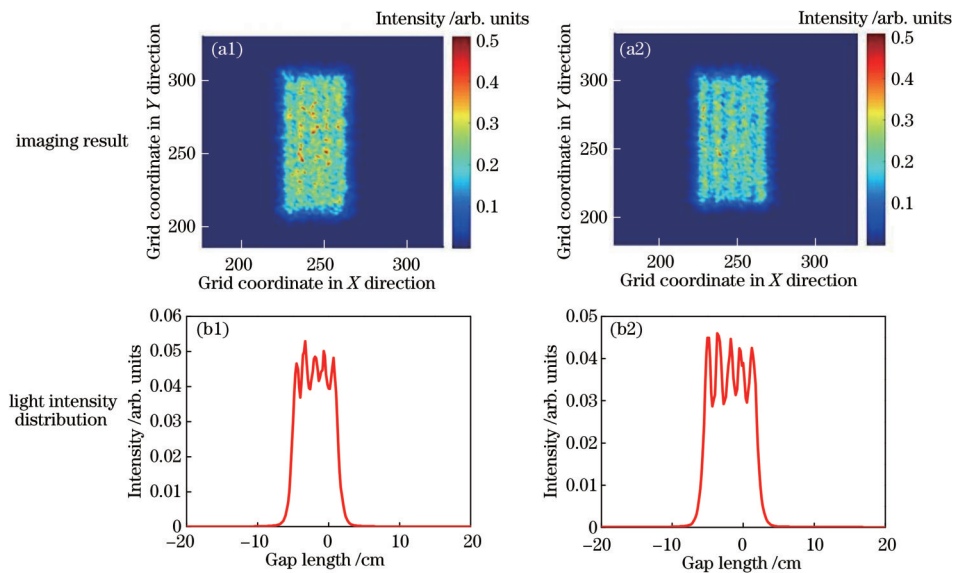 Intensity /arb. units
(a1)
0.5
0.4
0.3
0.2
0.1
300
250
200
Grid coordinate in Y direction
200 250 300
Grid coordinate in X direction
imaging result
Intensity /arb. units
(a2)
0.5
0.4
0.3
0.2
0.1
300
250
200
Grid coordinate in Y direction
200 250 300
Grid coordinate in X direction
light intensity
distribution
(b1)
0.06
0.05
0.04
0.03
0.02
0.01
0
Intensity /arb. units
−20 −10 0 10 20
Gap length /cm
(b2)
0.05
0.04
0.03
0.02
0.01
0
Intensity /arb. units
−20 −10 0 10 20
Gap length /cm